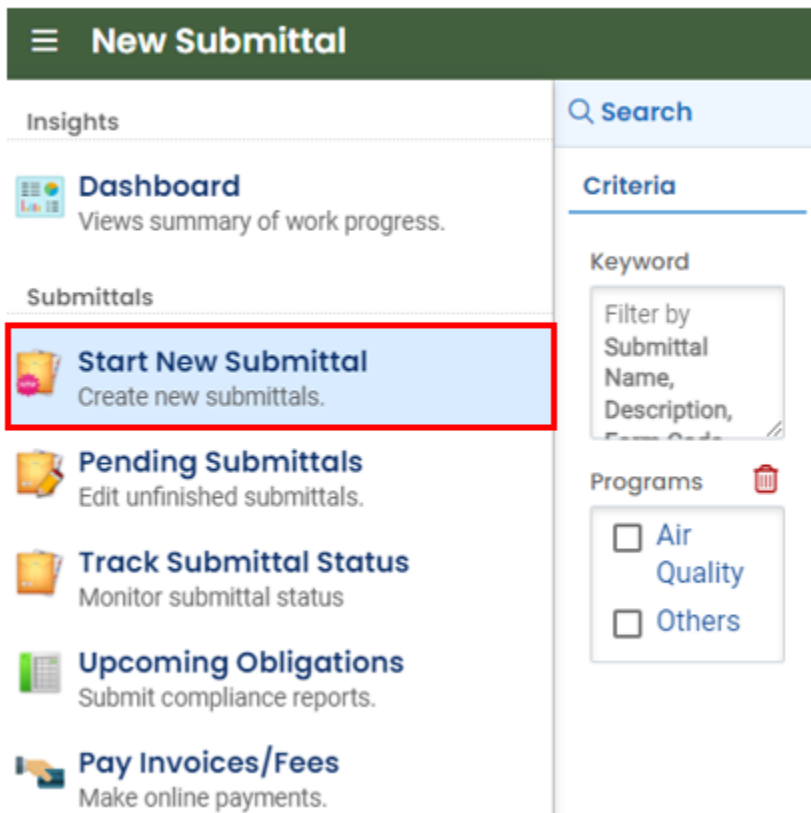 New Submittal
Insights
Dashboard
Views summary of work progress.
Submittals
Start New Submittal
Create new submittals.
Pending Submittals
Edit unfinished submittals.
Track Submittal Status
Monitor submittal status
Upcoming Obligations
Submit compliance reports.
Pay Invoices/Fees
Make online payments.
Search
Criteria
Keyword
Filter by
Submittal
Name,
Description,
Form Code
Programs
Air
Quality
Others